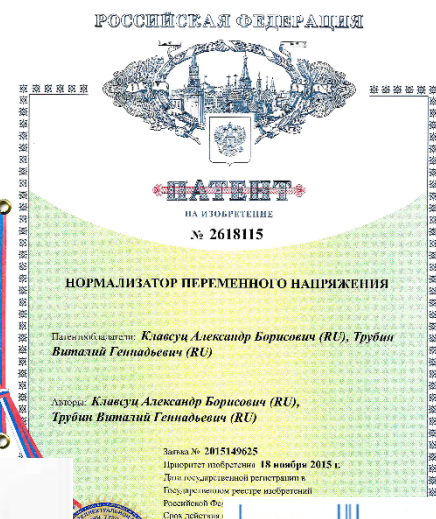 РОССИЙСКАЯ ФЕДЕРАЦИЯ
ПАТЕНТ
НА ИЗОБРЕТЕНИЕ
№ 2618115
НОРМАЛИЗАТОР ПЕРЕМЕННОГО НАПРЯЖЕНИЯ
Патентообладатели: Клавсуц Александр Борисович (RU), Трубин
Виталий Геннадьевич (RU)
Авторы: Клавсуц Александр Борисович (RU),
Трубин Виталий Геннадьевич (RU)
Заявка № 2015149625
Приоритет изобретения 18 ноября 2015 г.
Дата государственной регистрации в
Государственном реестре изобретений
Российской Фе
Срок действия